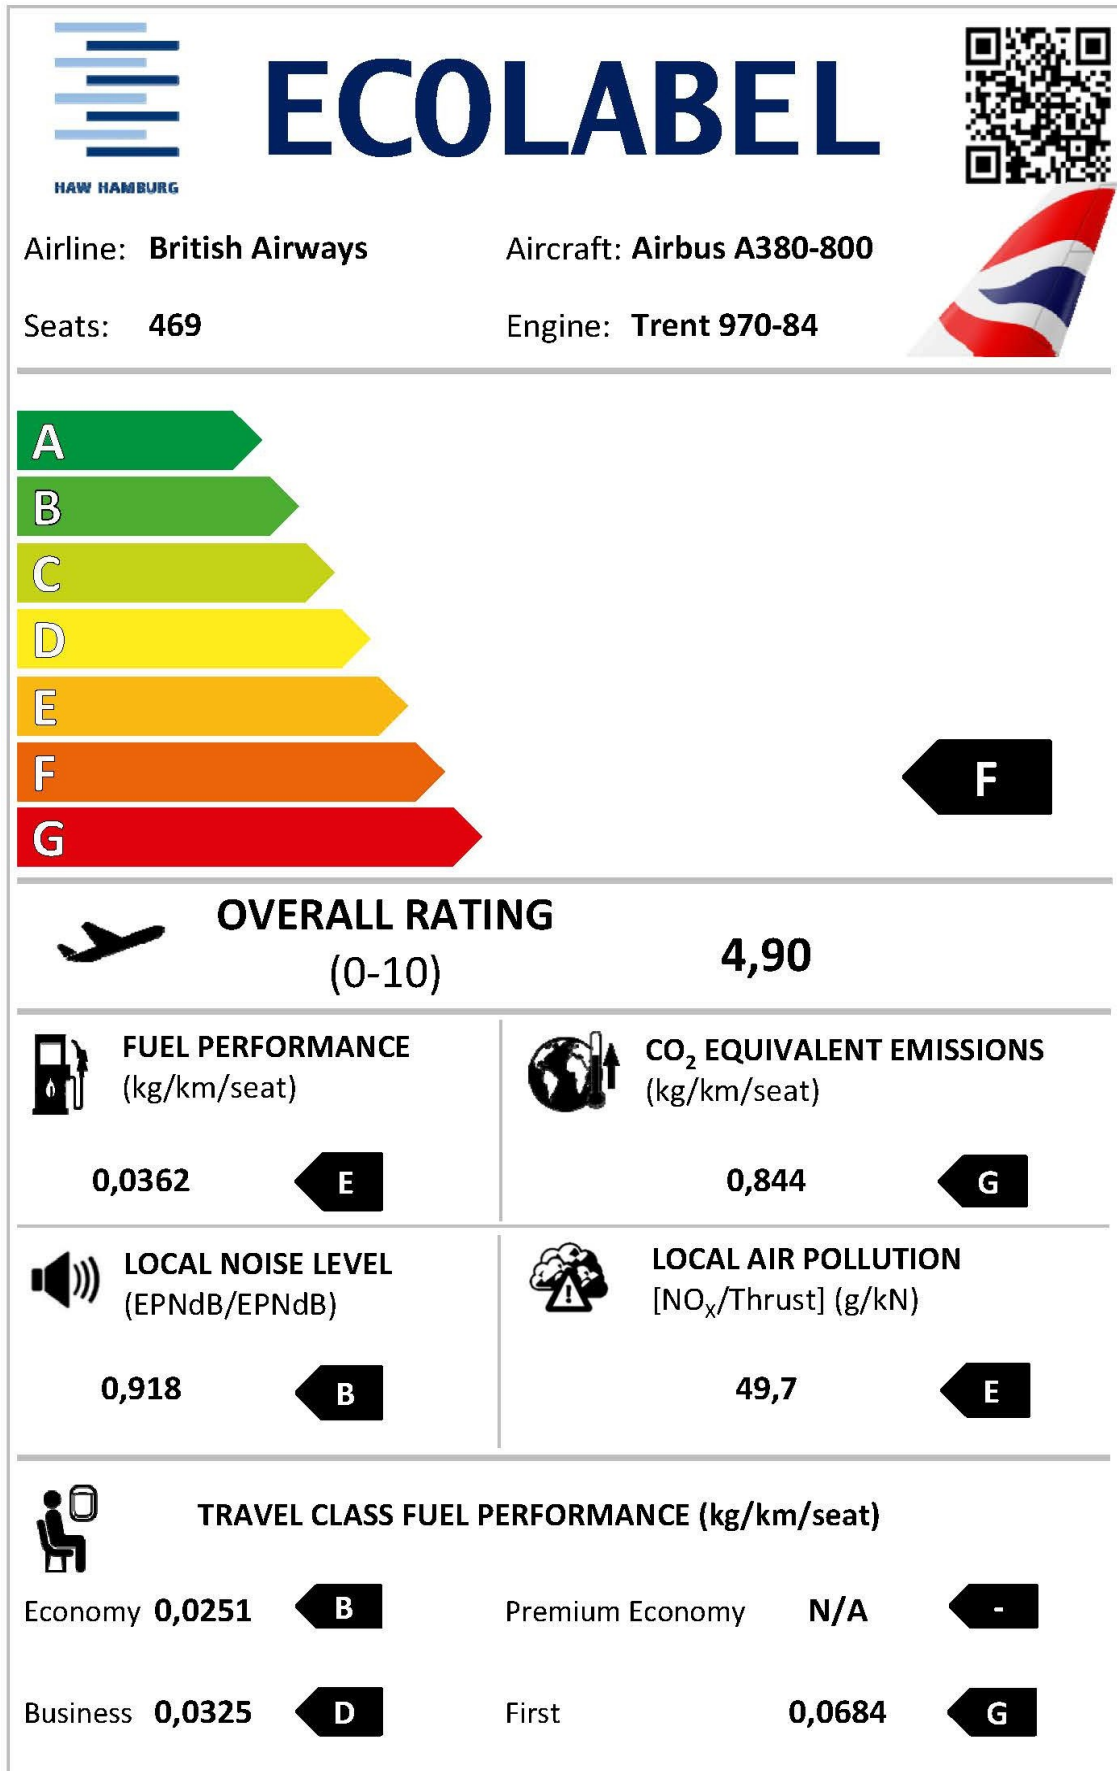 HAW HAMBURG
ECOLABEL
Airline: British Airways Aircraft: Airbus A380-800
Seats: 469 Engine: Trent 970-84
A
B
C
D
E
F F
G
OVERALL RATING
(0-10) 4,90
FUEL PERFORMANCE
(kg/km/seat)
0,0362 E
CO₂ EQUIVALENT EMISSIONS
(kg/km/seat)
0,844 G
LOCAL NOISE LEVEL
(EPNdB/EPNdB)
0,918 B
LOCAL AIR POLLUTION
[NOₓ/Thrust] (g/kN)
49,7 E
TRAVEL CLASS FUEL PERFORMANCE (kg/km/seat)
Economy 0,0251 B Premium Economy N/A -
Business 0,0325 D First 0,0684 G